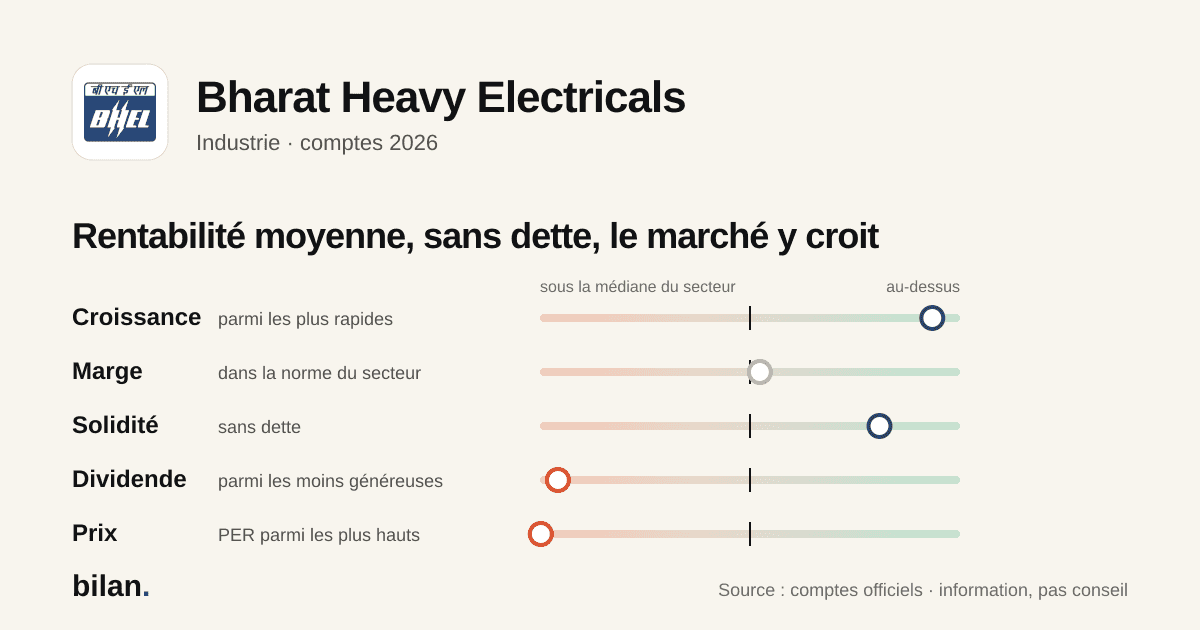 बी एच ई एल
BHEL
Bharat Heavy Electricals
Industrie · comptes 2026
Rentabilité moyenne, sans dette, le marché y croit
sous la médiane du secteur au-dessus
Croissance parmi les plus rapides
Marge dans la norme du secteur
Solidité sans dette
Dividende parmi les moins généreuses
Prix PER parmi les plus hauts
bilan.
Source : comptes officiels · information, pas conseil